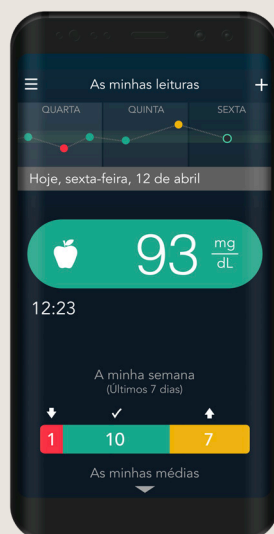 As minhas leituras
QUARTA QUINTA SEXTA
Hoje, sexta-feira, 12 de abril
93 mg
dL
12:23
A minha semana
(Últimos 7 dias)
1 10 7
As minhas médias